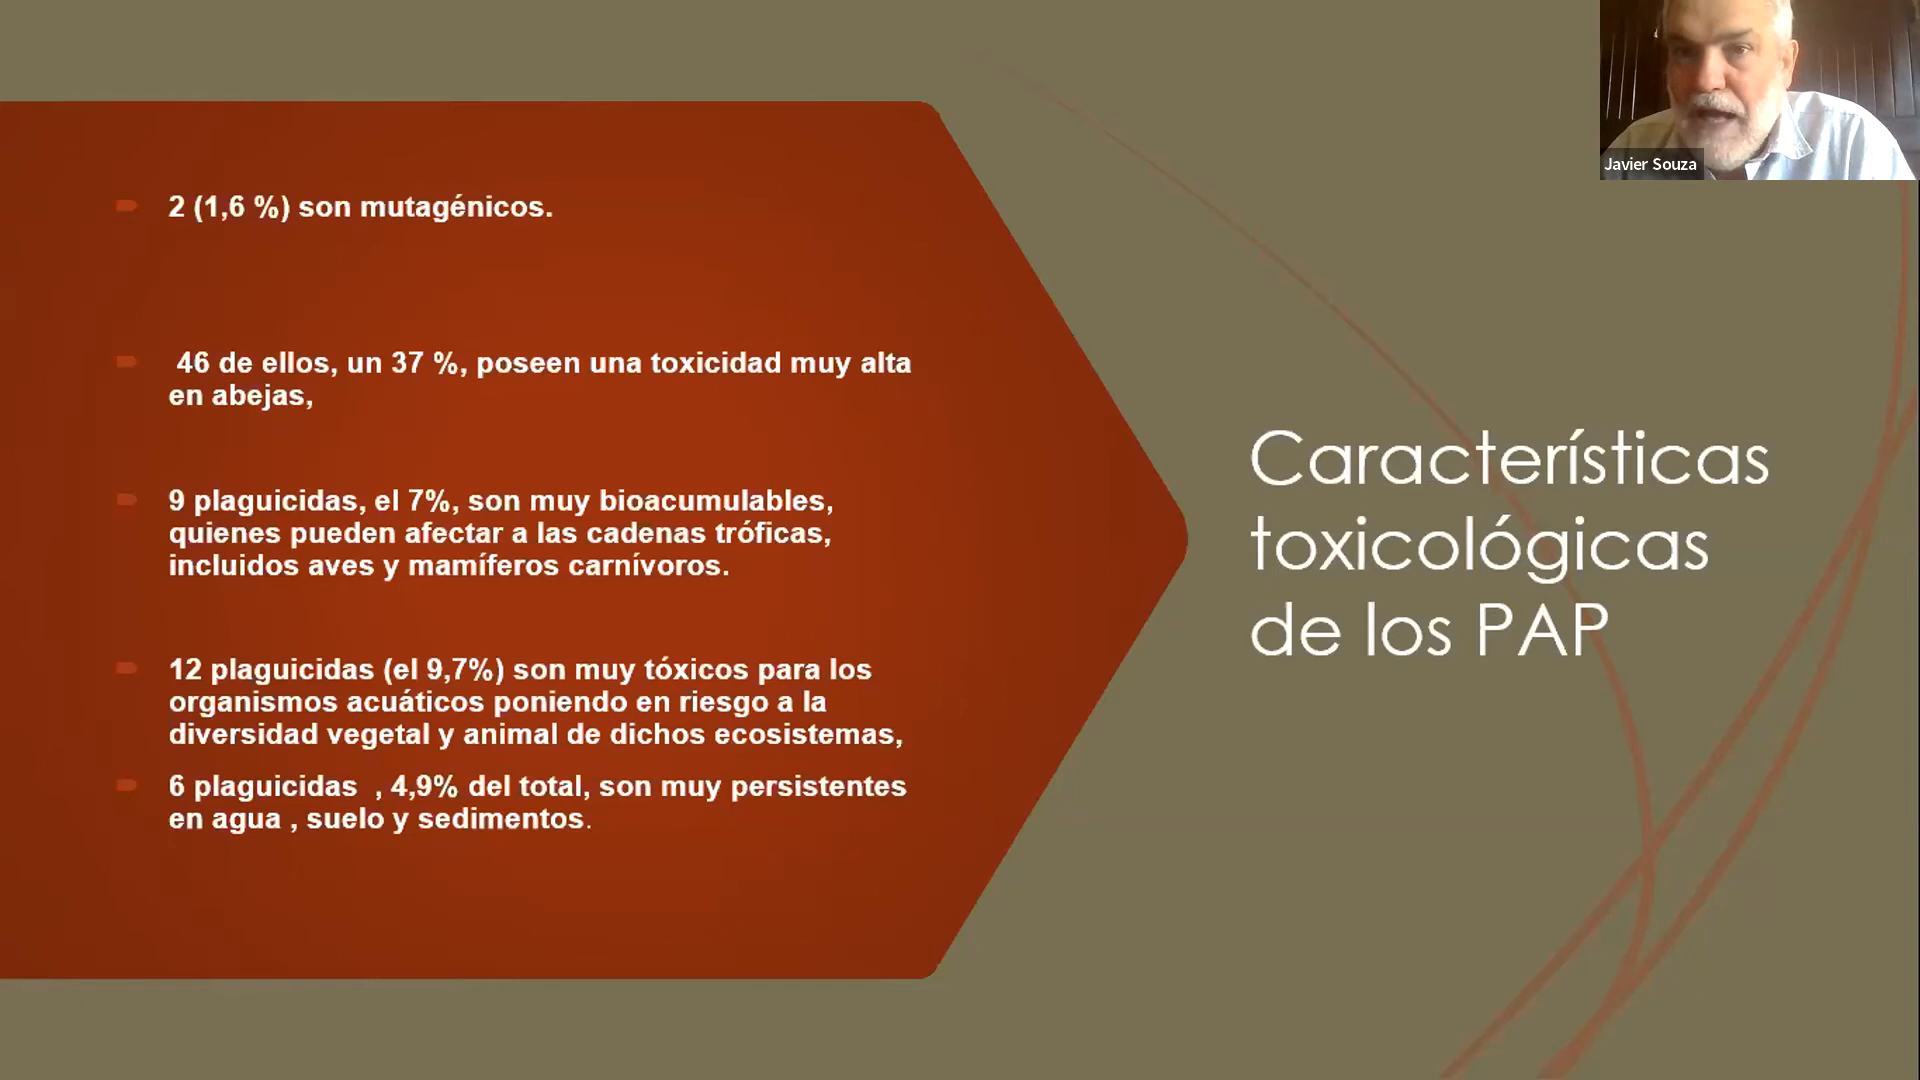 2 (1,6 %) son mutagénicos.
46 de ellos, un 37 %, poseen una toxicidad muy alta
en abejas,
9 plaguicidas, el 7%, son muy bioacumulables,
quienes pueden afectar a las cadenas tróficas,
incluidos aves y mamíferos carnívoros.
12 plaguicidas (el 9,7%) son muy tóxicos para los
organismos acuáticos poniendo en riesgo a la
diversidad vegetal y animal de dichos ecosistemas,
6 plaguicidas , 4,9% del total, son muy persistentes
en agua , suelo y sedimentos.
Características
toxicológicas
de los PAP
Javier Souza